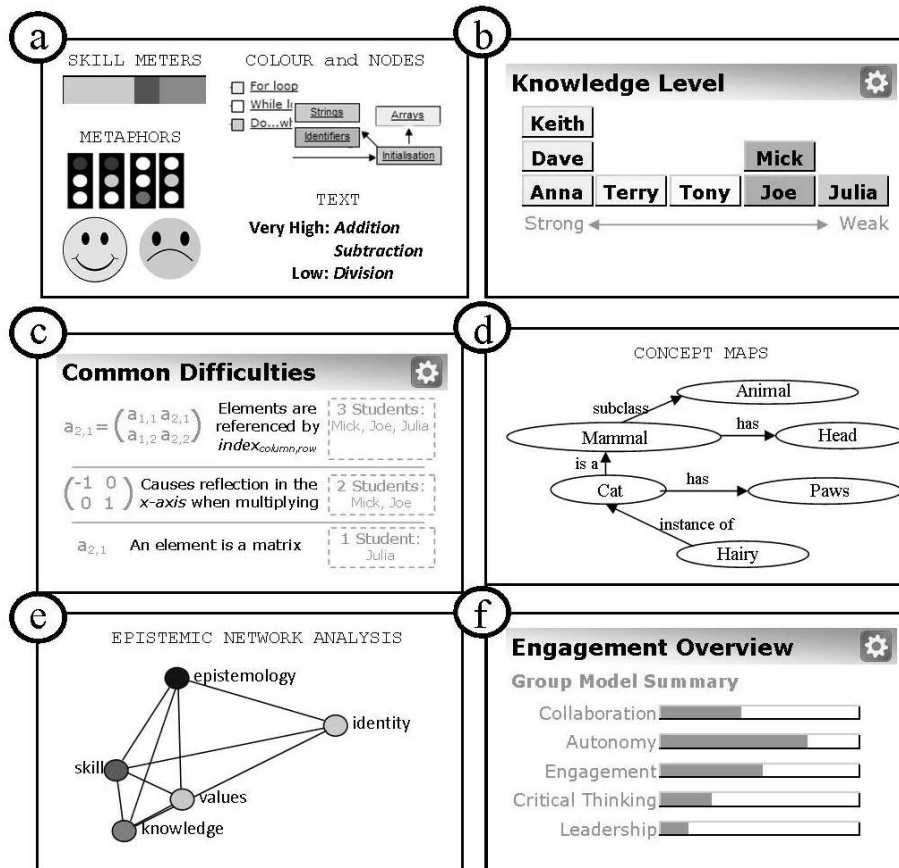 a
SKILL METERS
COLOUR and NODES
For loop
While l
Do...wh
Strings
Identifiers
Arrays
Initialisation
METAPHORS
TEXT
Very High: Addition
Subtraction
Low: Division
b
Knowledge Level
Keith
Dave
Mick
Anna Terry Tony Joe Julia
Strong Weak
c
Common Difficulties
a2,1 = (a1,1 a2,1
a1,2 a2,2)
Elements are
referenced by
index column,row
3 Students:
Mick, Joe, Julia
(-1 0
0 1)
Causes reflection in the
x-axis when multiplying
2 Students:
Mick, Joe
a2,1 An element is a matrix
1 Student:
Julia
d
CONCEPT MAPS
Animal
subclass
Mammal
has
Head
is a
Cat
has
Paws
instance of
Hairy
e
EPISTEMIC NETWORK ANALYSIS
epistemology
identity
skill
values
knowledge
f
Engagement Overview
Group Model Summary
Collaboration
Autonomy
Engagement
Critical Thinking
Leadership